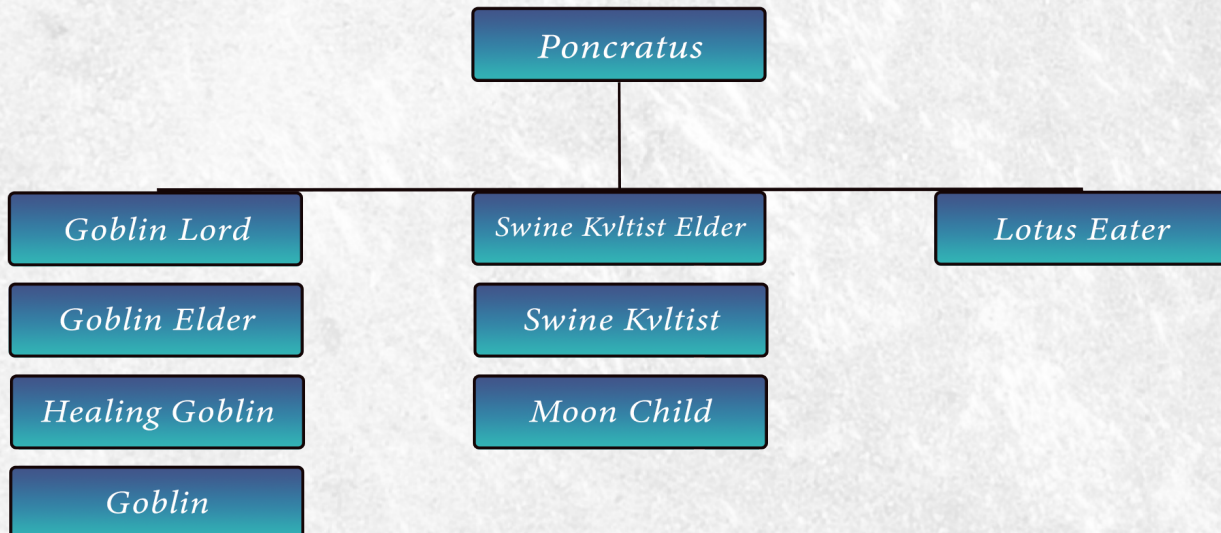 Poncratus
Goblin Lord
Swine Kvltist Elder
Lotus Eater
Goblin Elder
Swine Kvltist
Healing Goblin
Moon Child
Goblin